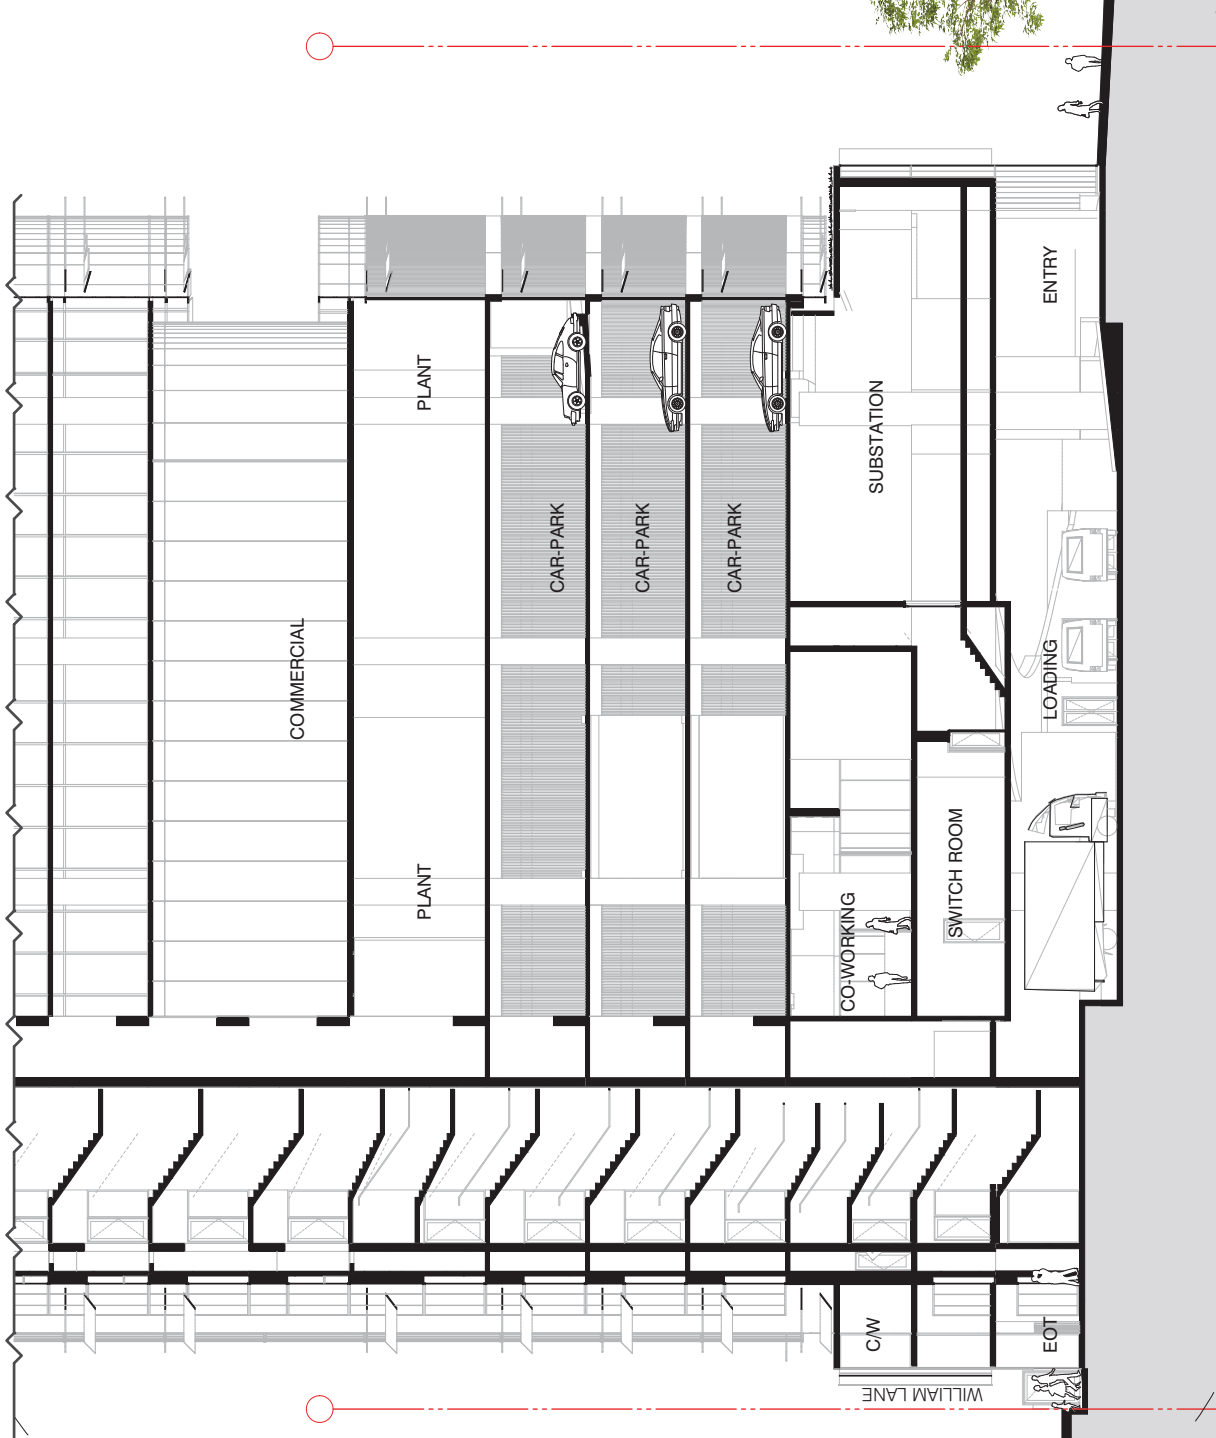 COMMERCIAL
PLANT
PLANT
CAR-PARK
CAR-PARK
CAR-PARK
SUBSTATION
CO-WORKING
SWITCH ROOM
ENTRY
LOADING
C/W
EOT
WILLIAM LANE